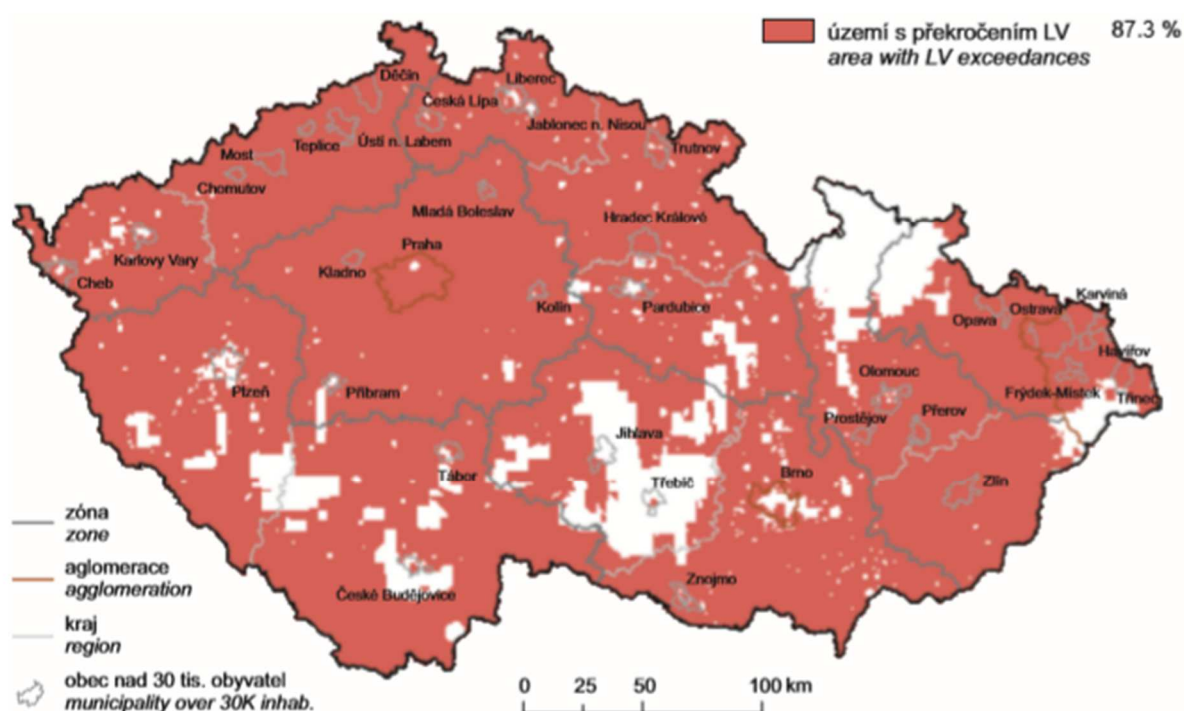 území s překročením LV 87.3 %
area with LV exceedances
Děčín
Liberec
Česká Lípa
Jablonec n. Nisou
Ústí n. Labem
Teplice
Trutnov
Most
Chomutov
Mladá Boleslav
Hradec Králové
Praha
Karlovy Vary
Kladno
Cheb
Kolín
Pardubice
Karviná
Ostrava
Opava
Havířov
Olomouc
Plzeň
Příbram
Frýdek-Místek
Třinec
Prostějov
Přerov
Jihlava
Tábor
Třebíč
Brno
Zlín
Znojmo
České Budějovice
zóna
zone
aglomerace
agglomeration
kraj
region
obec nad 30 tis. obyvatel
municipality over 30K inhab.
0 25 50 100 km